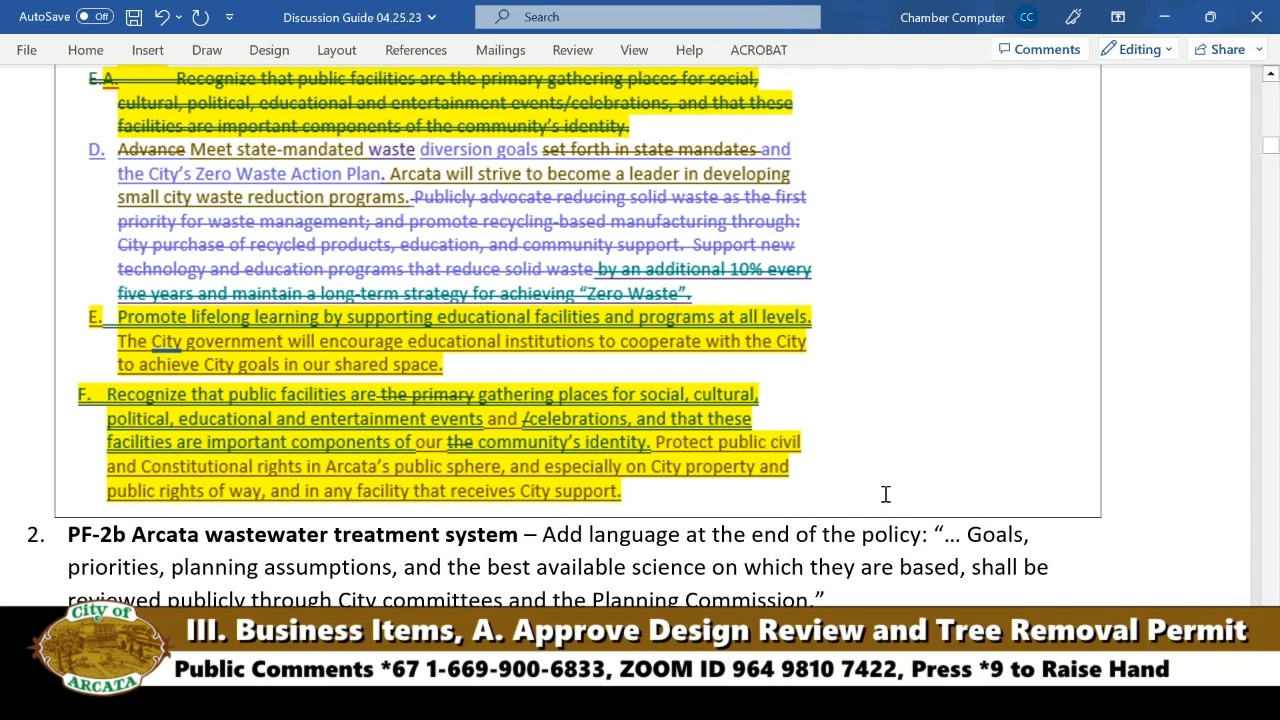 AutoSave Off Discussion Guide 04.25.23 Search Chamber Computer CC
File Home Insert Draw Design Layout References Mailings Review View Help ACROBAT Comments Editing Share
E.A. Recognize that public facilities are the primary gathering places for social,
cultural, political, educational and entertainment events/celebrations, and that these
facilities are important components of the community's identity.
D. Advance Meet state-mandated waste diversion goals set forth in state mandates and
the City's Zero Waste Action Plan. Arcata will strive to become a leader in developing
small city waste reduction programs. Publicly advocate reducing solid waste as the first
priority for waste management; and promote recycling-based manufacturing through:
City purchase of recycled products, education, and community support. Support new
technology and education programs that reduce solid waste by an additional 10% every
five years and maintain a long-term strategy for achieving "Zero Waste".
E. Promote lifelong learning by supporting educational facilities and programs at all levels.
The City government will encourage educational institutions to cooperate with the City
to achieve City goals in our shared space.
F. Recognize that public facilities are the primary gathering places for social, cultural,
political, educational and entertainment events and /celebrations, and that these
facilities are important components of our the community's identity. Protect public civil
and Constitutional rights in Arcata's public sphere, and especially on City property and
public rights of way, and in any facility that receives City support.
2. PF-2b Arcata wastewater treatment system – Add language at the end of the policy: "... Goals,
priorities, planning assumptions, and the best available science on which they are based, shall be
reviewed publicly through City committees and the Planning Commission."
City of
ARCATA
III. Business Items, A. Approve Design Review and Tree Removal Permit
Public Comments *67 1-669-900-6833, ZOOM ID 964 9810 7422, Press *9 to Raise Hand